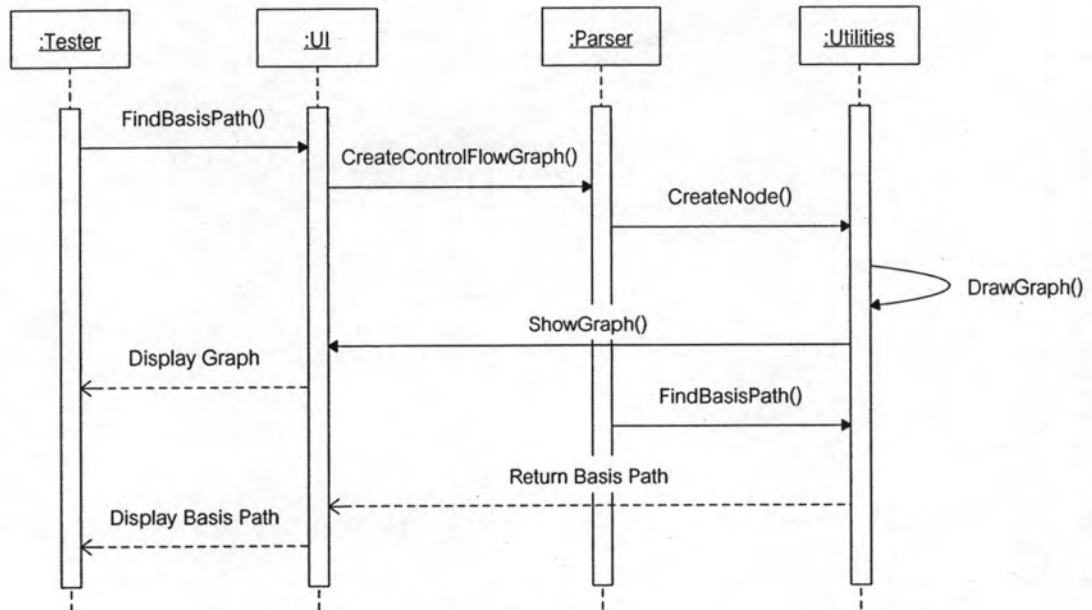 :Tester
:UI
:Parser
:Utilities
FindBasisPath()
CreateControlFlowGraph()
CreateNode()
DrawGraph()
ShowGraph()
Display Graph
FindBasisPath()
Return Basis Path
Display Basis Path